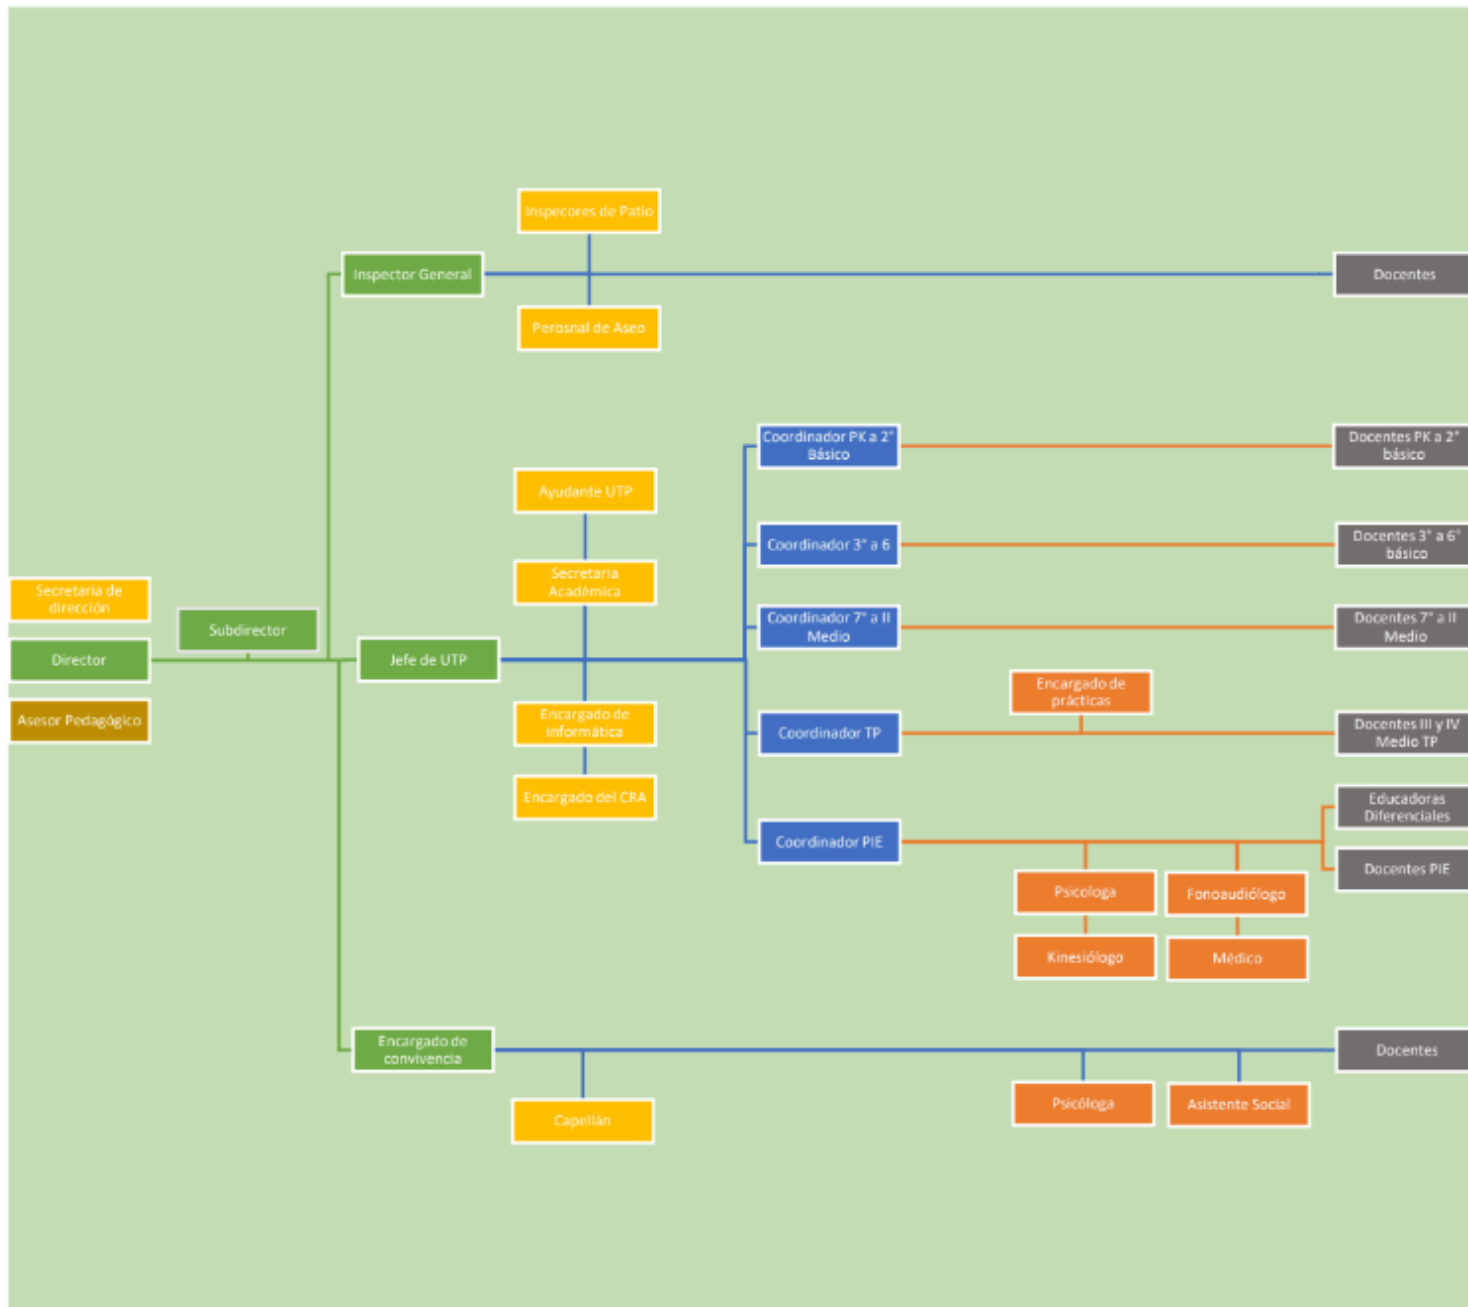 Inspecores de Patio
Inspector General
Docentes
Perosnal de Aseo
Coordinador PK a 2°
Básico
Docentes PK a 2°
básico
Ayudante UTP
Coordinador 3° a 6
Docentes 3° a 6°
básico
Secretaria
Académica
Secretaria de
dirección
Subdirector
Coordinador 7° a II
Medio
Docentes 7° a II
Medio
Director
Jefe de UTP
Encargado de
prácticas
Asesor Pedagógico
Encargado de
informática
Coordinador TP
Docentes III y IV
Medio TP
Encargado del CRA
Educadoras
Diferenciales
Coordinador PIE
Docentes PIE
Psicologa
Fonoaudiólogo
Kinesiólogo
Médico
Encargado de
convivencia
Docentes
Capellán
Psicóloga
Asistente Social